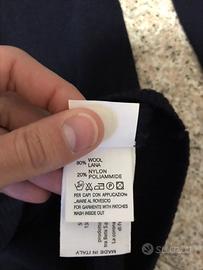 80% WOOL
LANA
20% NYLON
POLIAMMIDE
PER CAPI CON APPLICAZIONI
LAVARE AL ROVESCIO
FOR GARMENTS WITH PATCHES
WASH INSIDE OUT
MADE IN ITALY